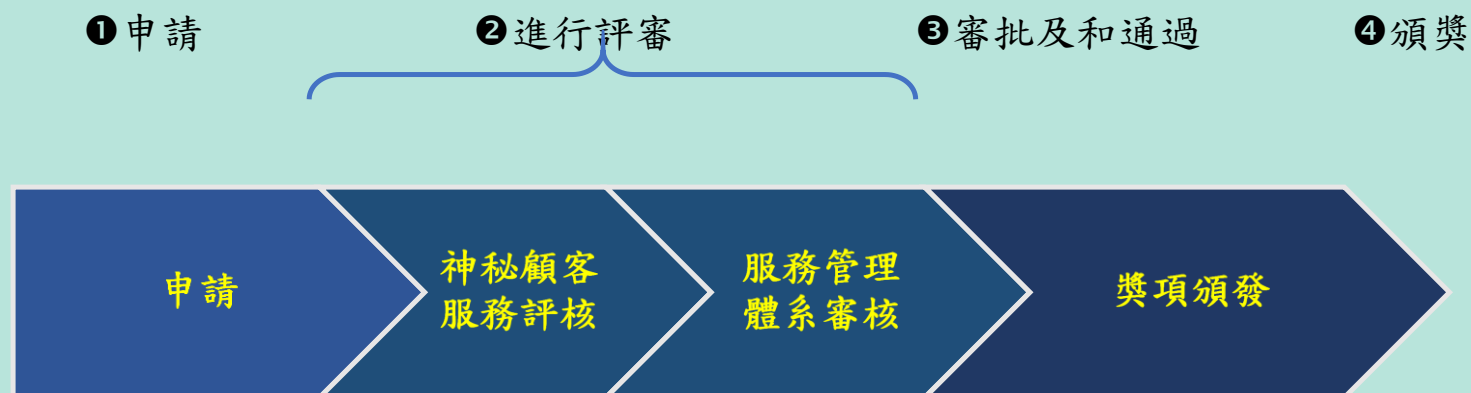 ❶申請
❷進行評審
❸審批及和通過
❹頒獎
申請
神秘顧客
服務評核
服務管理
體系審核
獎項頒發